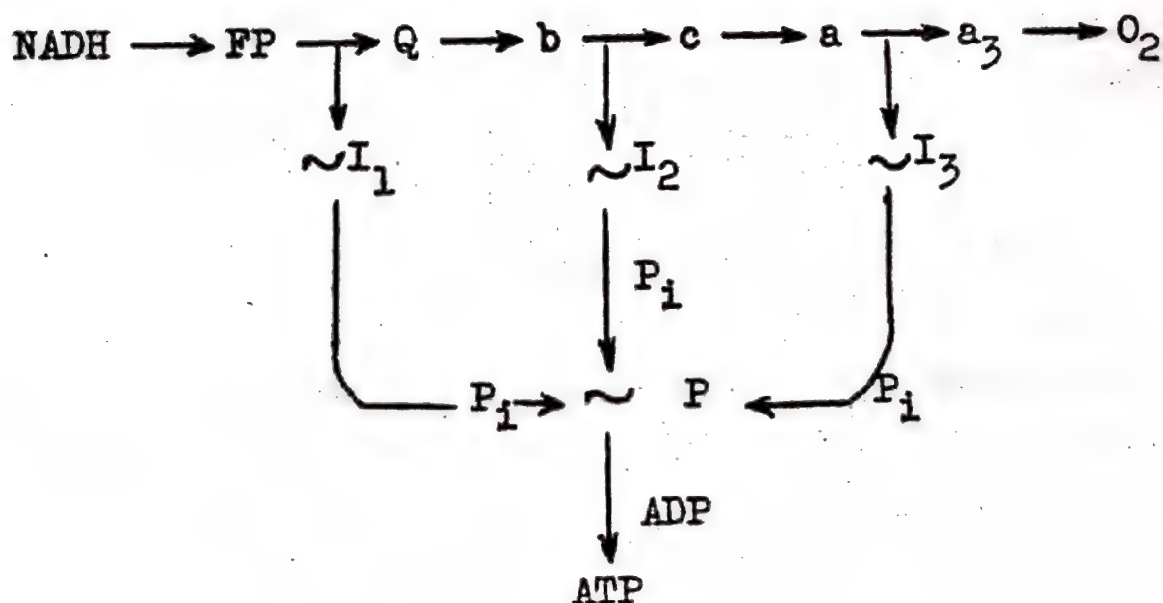 NADH → FP → Q → b → c → a → a₃ → O₂
~I₁ ~I₂ ~I₃
Pᵢ
Pᵢ → ~ P ← Pᵢ
ADP
ATP